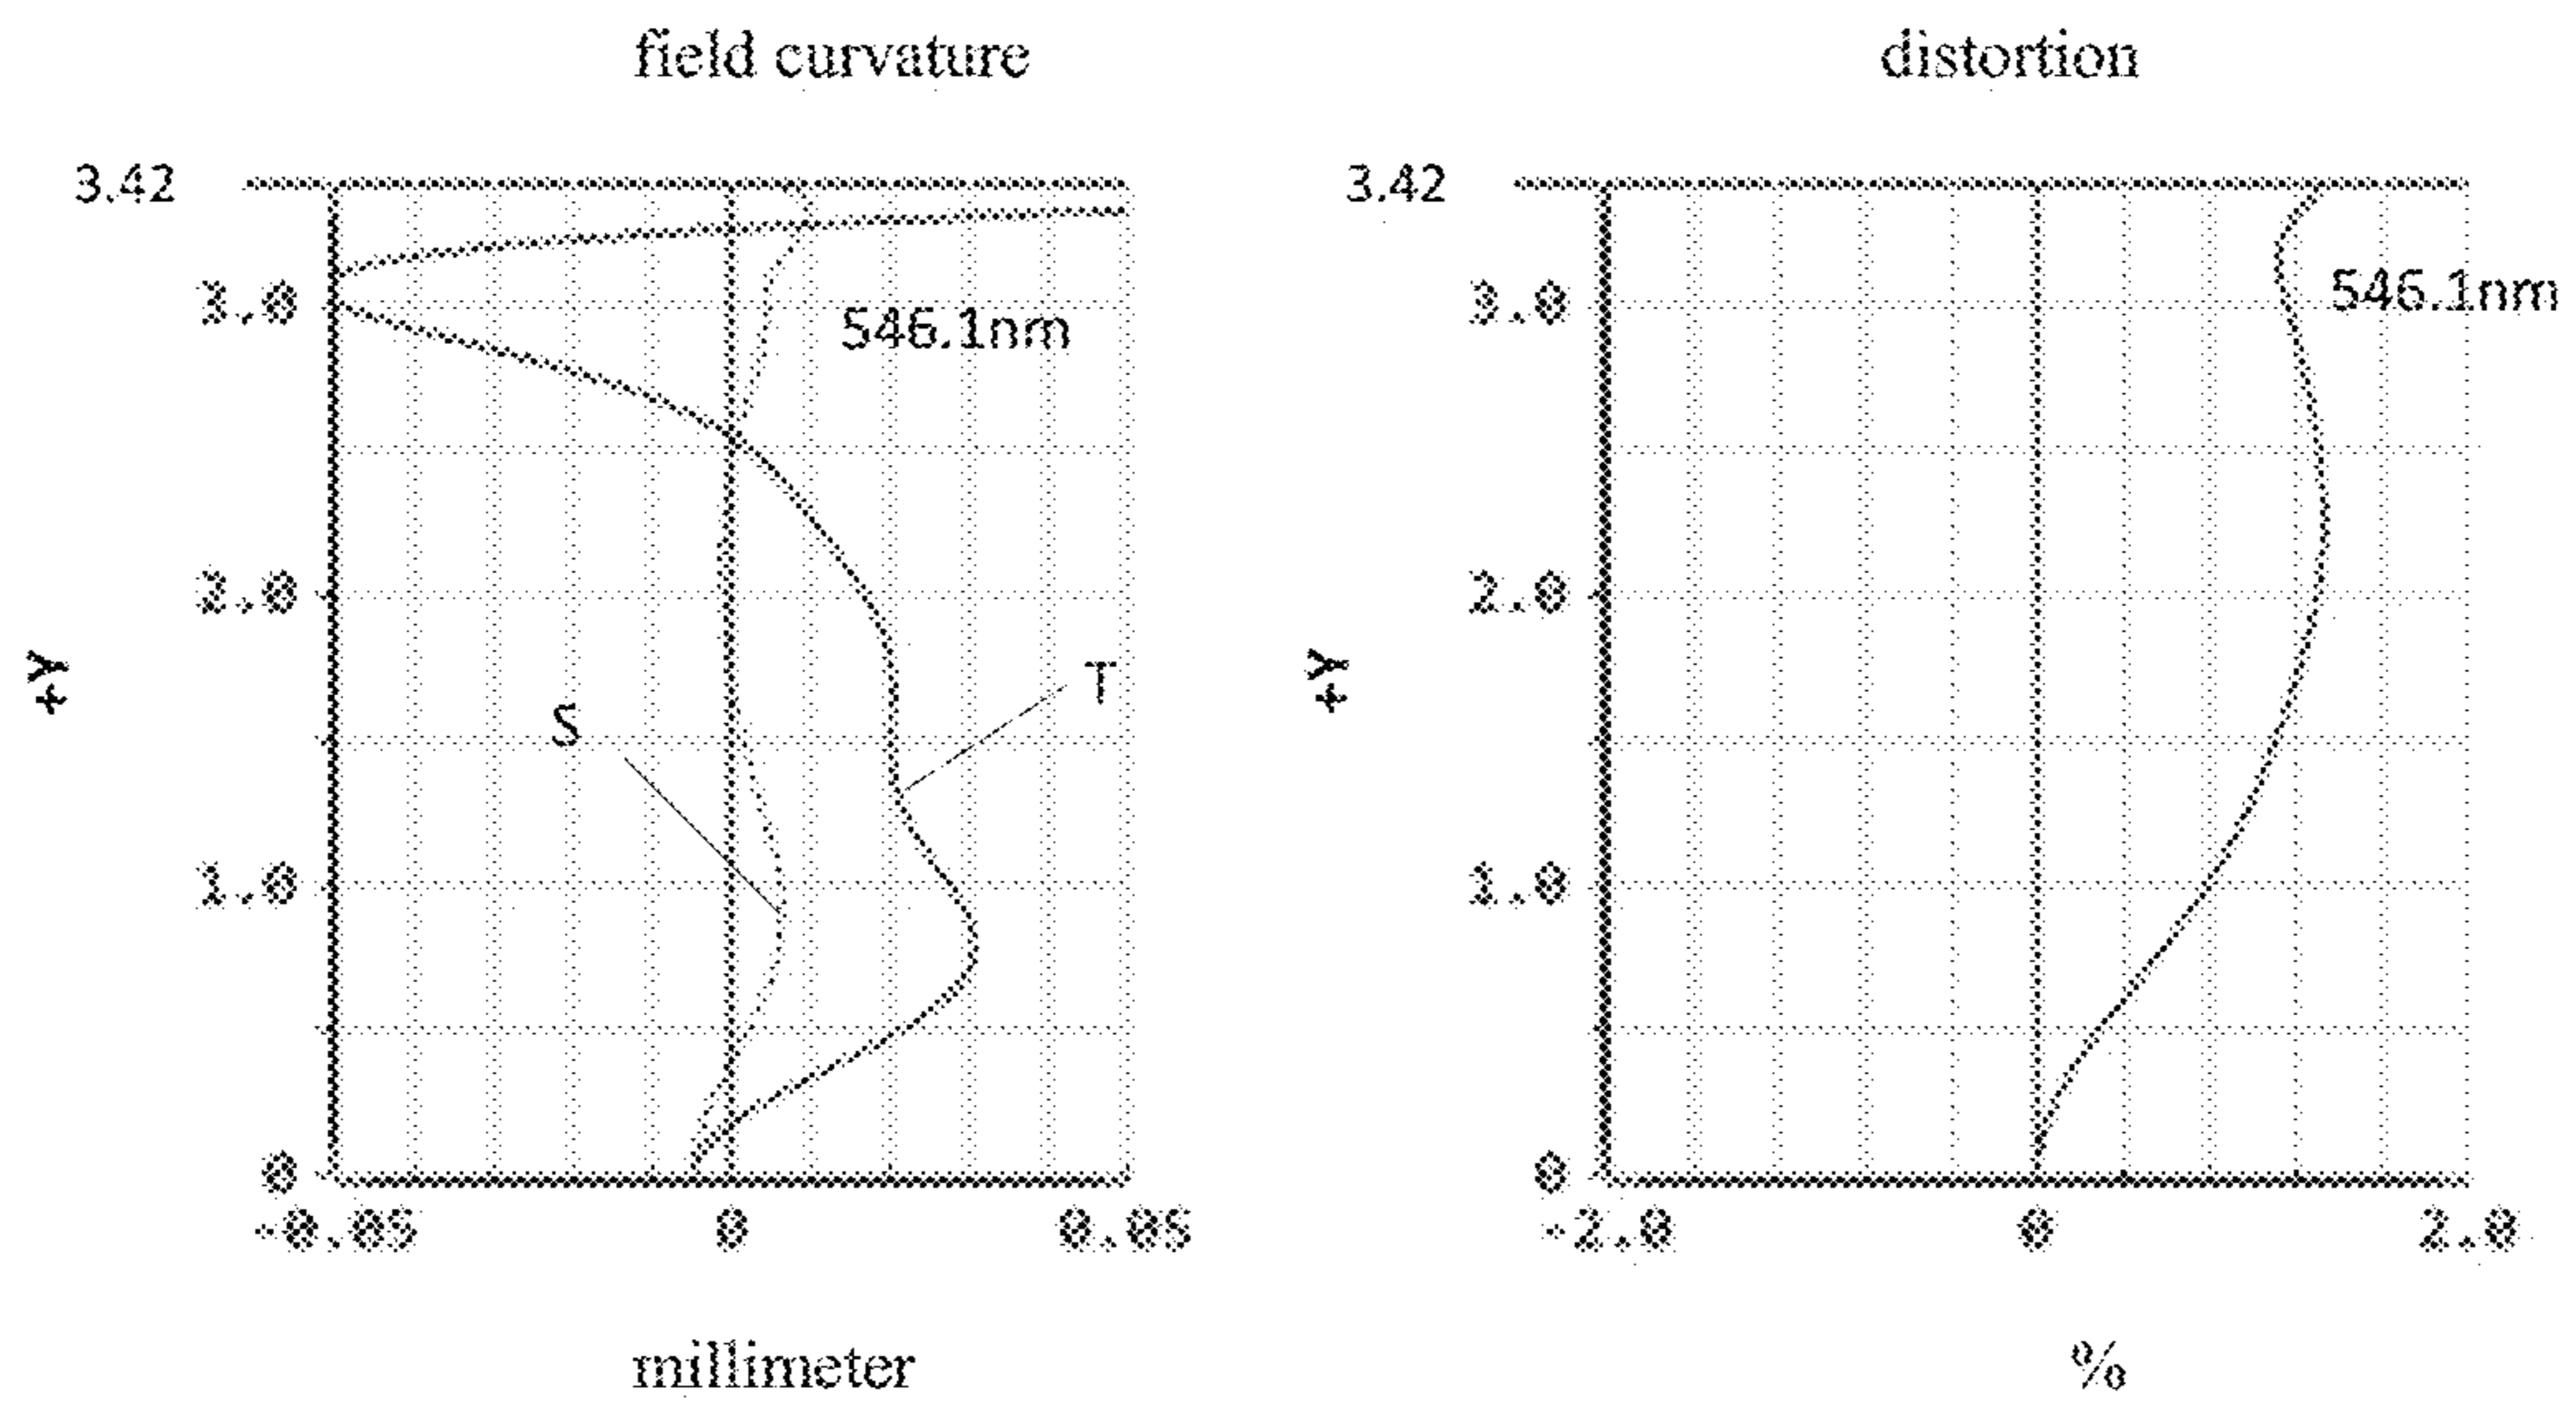 field curvature
distortion
3.42
3.0
2.0
1.0
0
+Y
S
T
546.1nm
-0.05
0
0.05
millimeter
3.42
3.0
2.0
1.0
0
+Y
546.1nm
-2.0
0
2.0
%